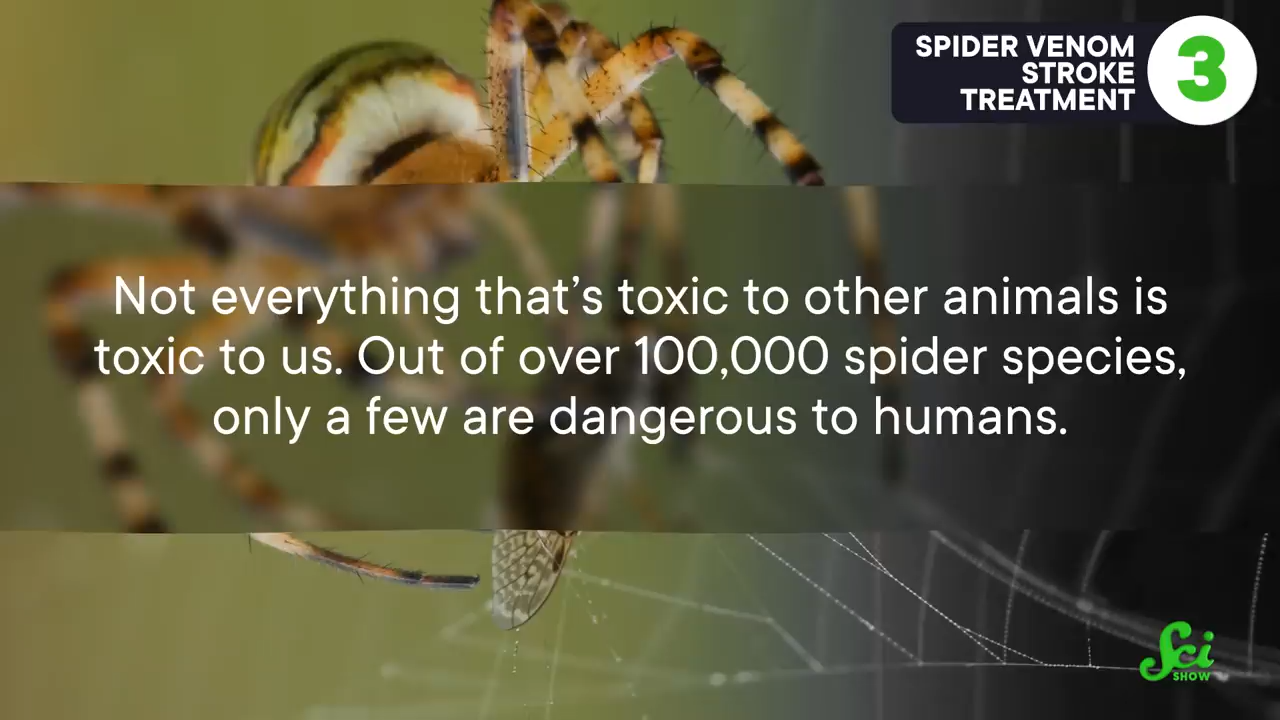 SPIDER VENOM
STROKE
TREATMENT
3
Not everything that’s toxic to other animals is
toxic to us. Out of over 100,000 spider species,
only a few are dangerous to humans.
Sci
SHOW